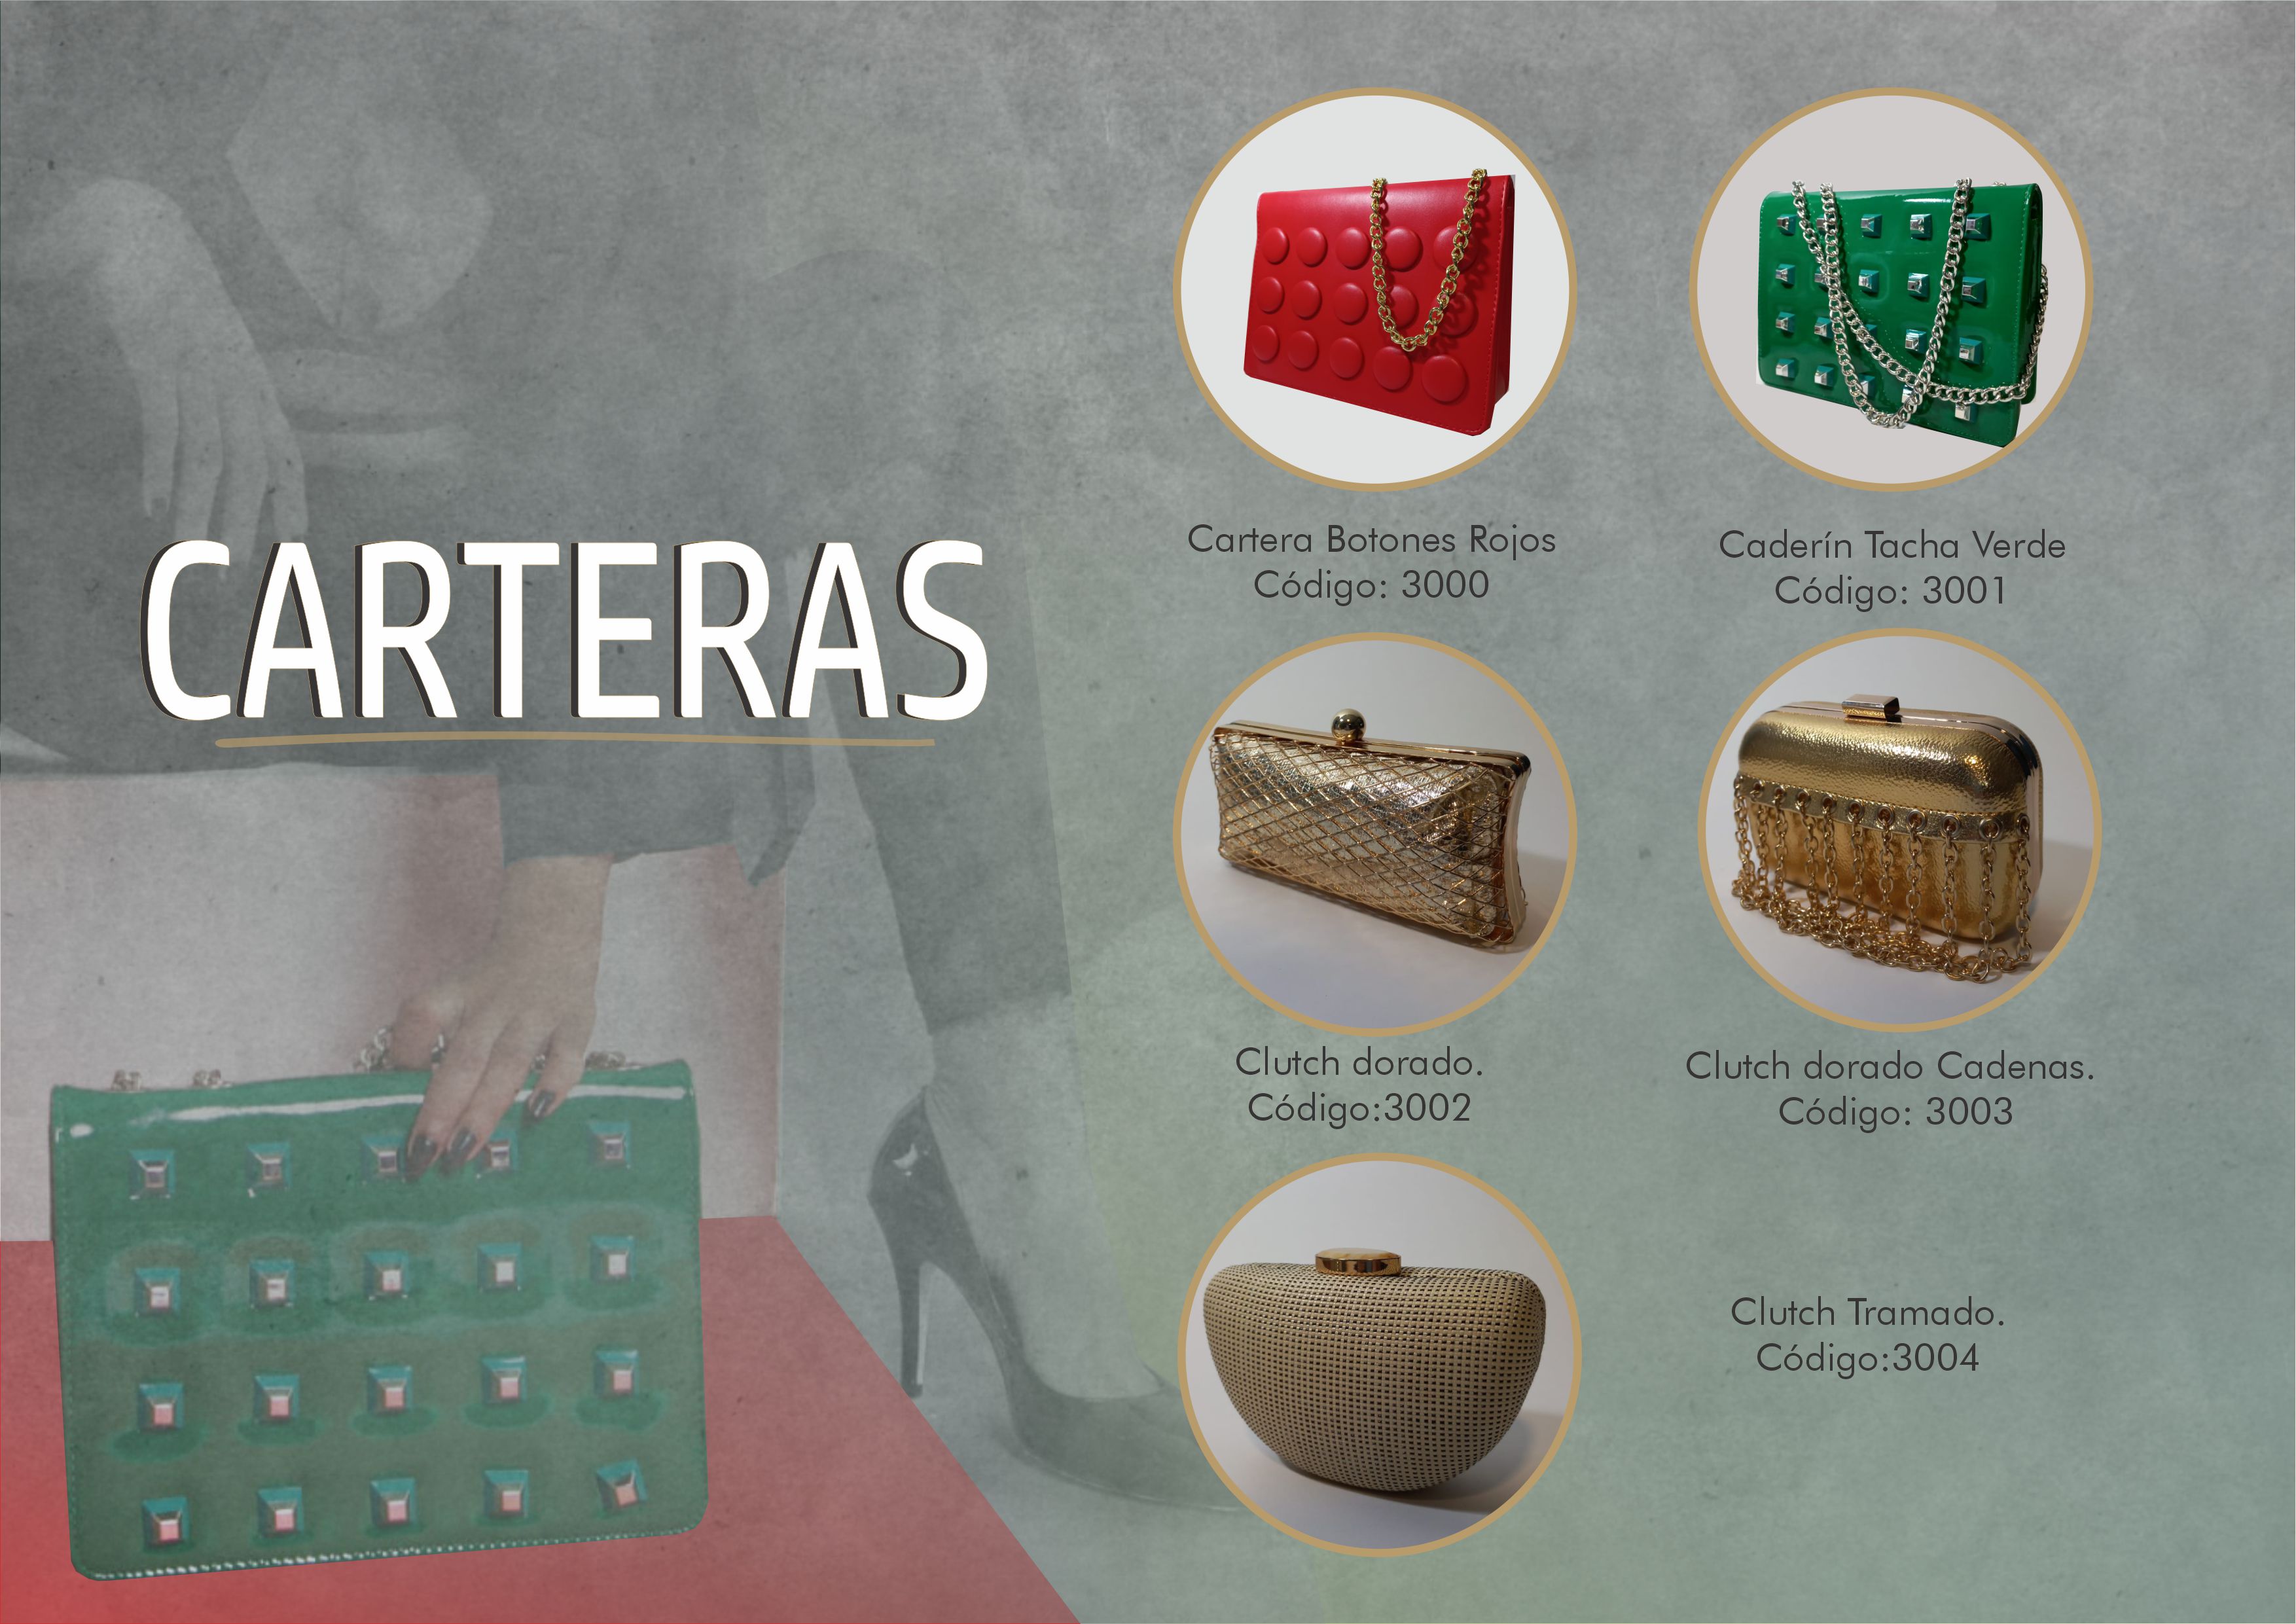 CARTERAS
Cartera Botones Rojos
Código: 3000
Caderín Tacha Verde
Código: 3001
Clutch dorado.
Código:3002
Clutch dorado Cadenas.
Código: 3003
Clutch Tramado.
Código:3004